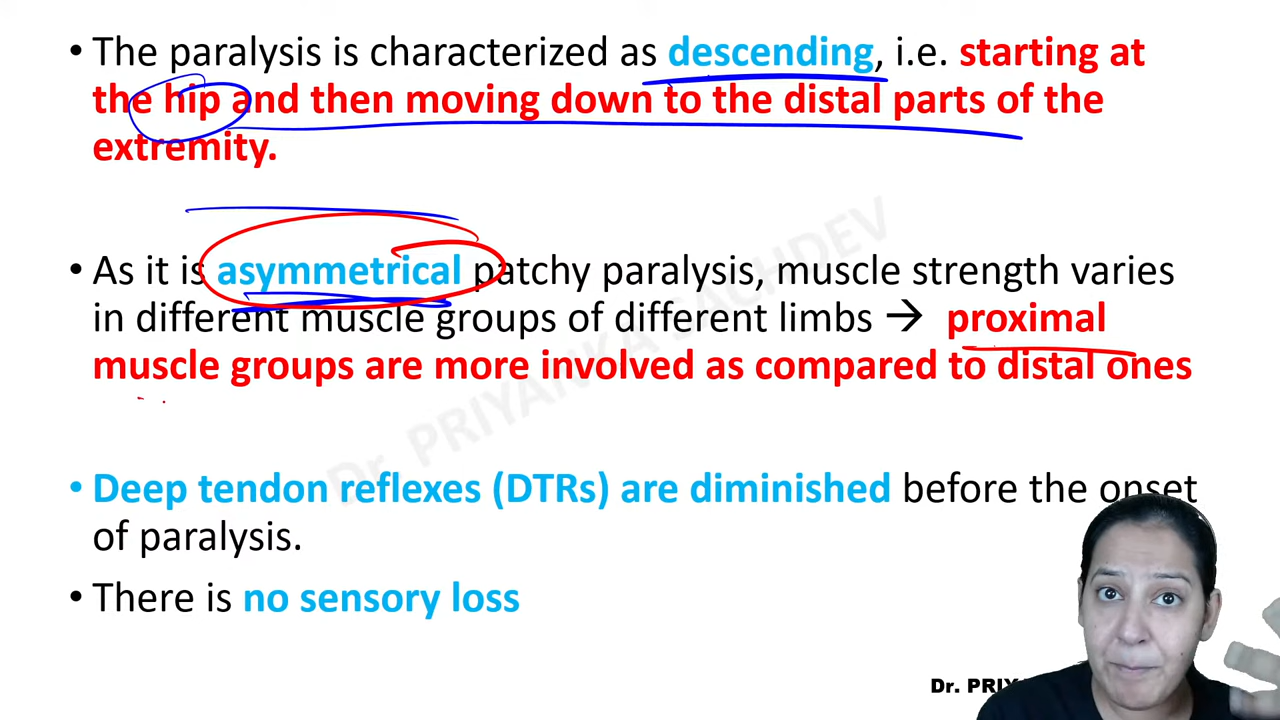 • The paralysis is characterized as descending, i.e. starting at
the hip and then moving down to the distal parts of the
extremity.
• As it is asymmetrical patchy paralysis, muscle strength varies
in different muscle groups of different limbs → proximal
muscle groups are more involved as compared to distal ones
• Deep tendon reflexes (DTRs) are diminished before the onset
of paralysis.
• There is no sensory loss
Dr. PRIYANKA SACHDEV
Dr. PRIY